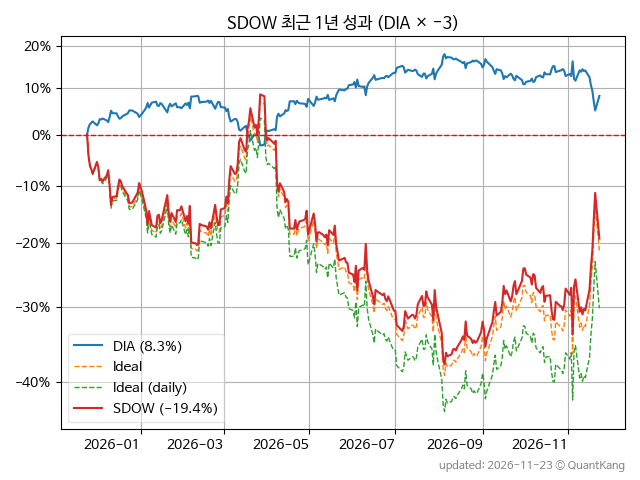 SDOW 최근 1년 성과 (DIA × −3)
20%
10%
0%
−10%
−20%
−30%
−40%
DIA (8.3%)
Ideal
Ideal (daily)
SDOW (−19.4%)
2026−01 2026−03 2026−05 2026−07 2026−09 2026−11
updated: 2026−11−23 © QuantKang